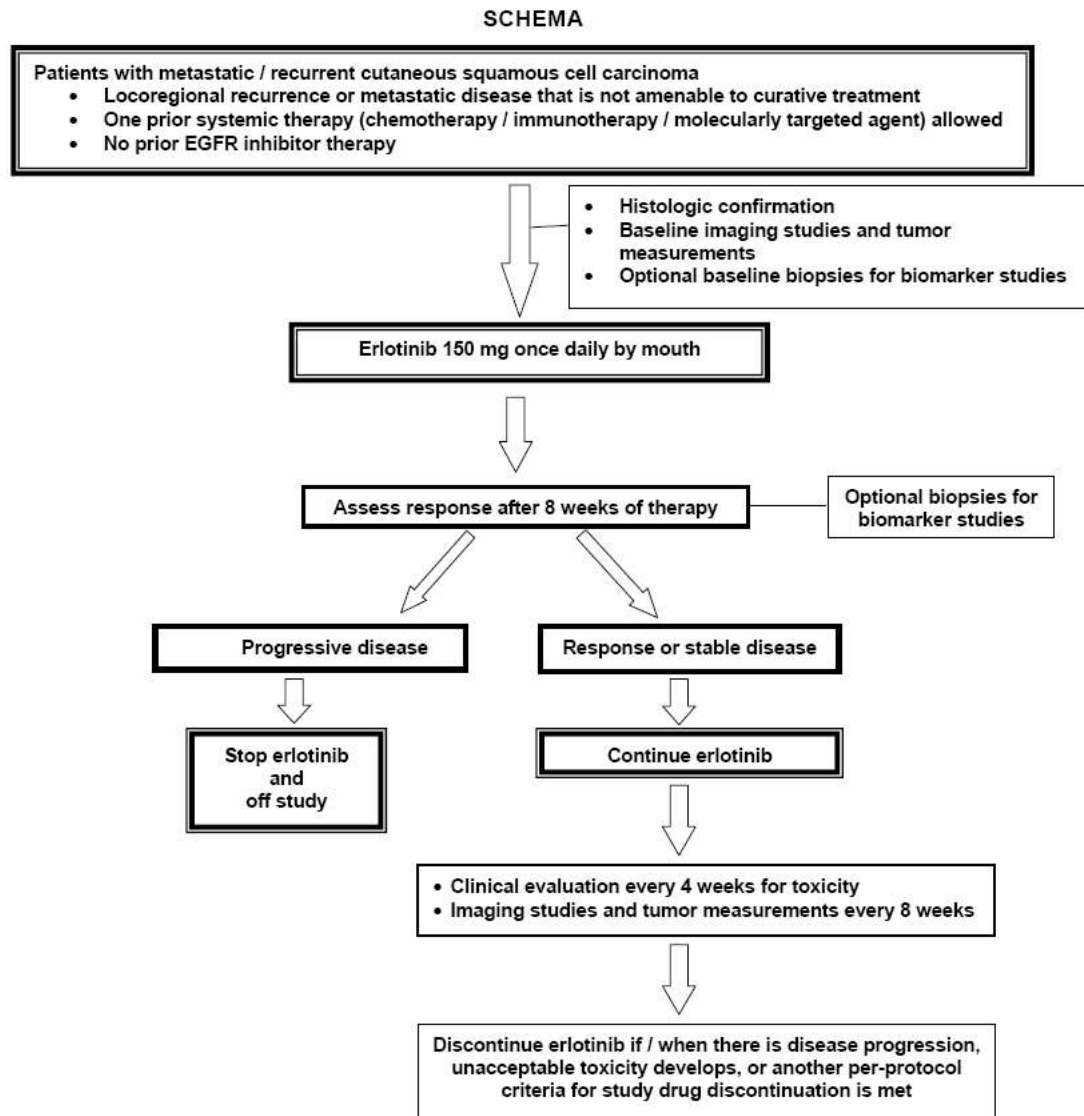 SCHEMA
Patients with metastatic / recurrent cutaneous squamous cell carcinoma
• Locoregional recurrence or metastatic disease that is not amenable to curative treatment
• One prior systemic therapy (chemotherapy / immunotherapy / molecularly targeted agent) allowed
• No prior EGFR inhibitor therapy
• Histologic confirmation
• Baseline imaging studies and tumor
measurements
• Optional baseline biopsies for biomarker studies
Erlotinib 150 mg once daily by mouth
Assess response after 8 weeks of therapy
Optional biopsies for
biomarker studies
Progressive disease
Response or stable disease
Stop erlotinib
and
off study
Continue erlotinib
• Clinical evaluation every 4 weeks for toxicity
• Imaging studies and tumor measurements every 8 weeks
Discontinue erlotinib if / when there is disease progression,
unacceptable toxicity develops, or another per-protocol
criteria for study drug discontinuation is met